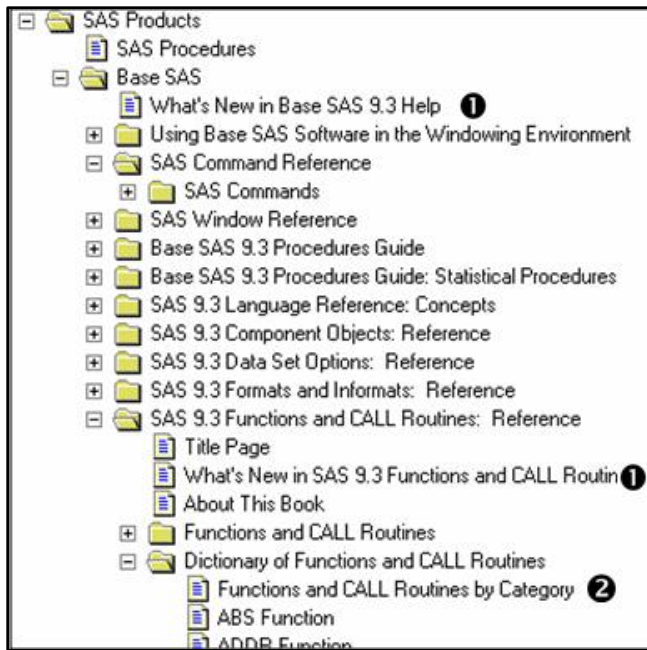 SAS Products
SAS Procedures
Base SAS
What's New in Base SAS 9.3 Help ❶
Using Base SAS Software in the Windowing Environment
SAS Command Reference
SAS Commands
SAS Window Reference
Base SAS 9.3 Procedures Guide
Base SAS 9.3 Procedures Guide: Statistical Procedures
SAS 9.3 Language Reference: Concepts
SAS 9.3 Component Objects: Reference
SAS 9.3 Data Set Options: Reference
SAS 9.3 Formats and Informats: Reference
SAS 9.3 Functions and CALL Routines: Reference
Title Page
What's New in SAS 9.3 Functions and CALL Routin ❶
About This Book
Functions and CALL Routines
Dictionary of Functions and CALL Routines
Functions and CALL Routines by Category ❷
ABS Function
ADDR Function